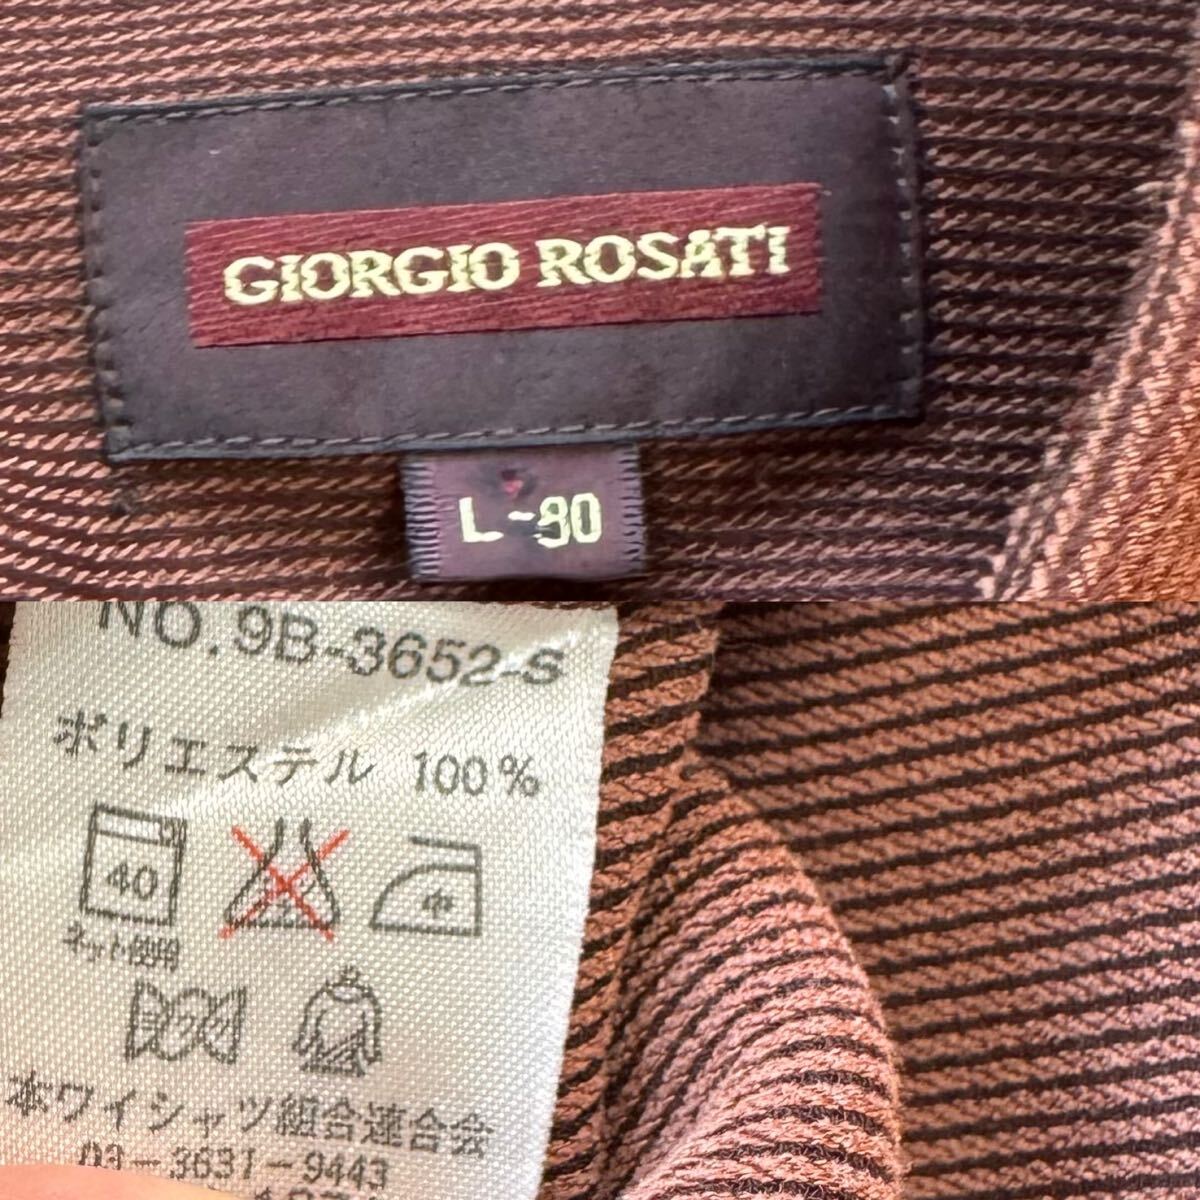 GIORGIO ROSATI
L-80
NO.9B-3652-S
ポリエステル 100%
40
中
ネット使用
本ワイシャツ組合連合会
03-3631-9443